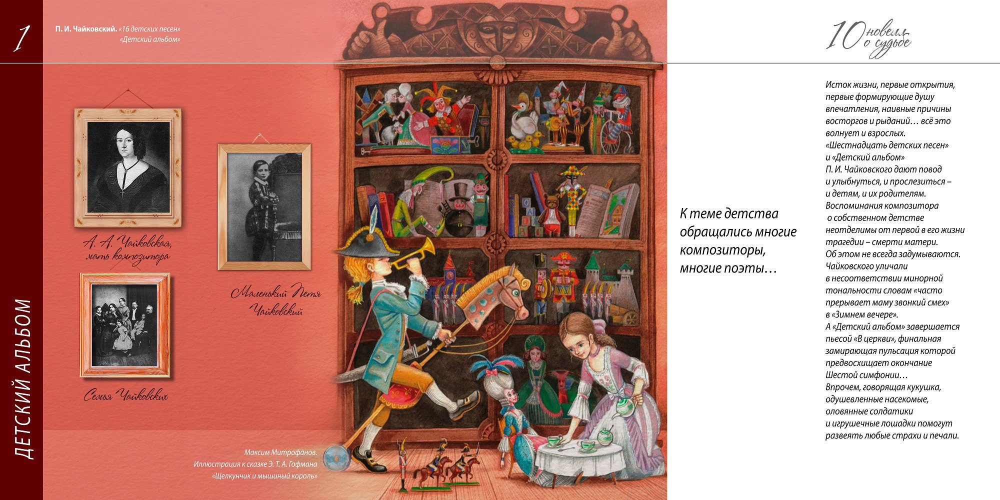 1
П. И. Чайковский. «16 детских песен»
«Детский альбом»
ДЕТСКИЙ АЛЬБОМ
А. А. Чайковская,
мать композитора
Маленький Петя
Чайковский
Семья Чайковских
Максим Митрофанов.
Иллюстрация к сказке Э. Т. А. Гофмана
«Щелкунчик и мышиный король»
К теме детства
обращались многие
композиторы,
многие поэты…
10 новелл
о судьбе
Исток жизни, первые открытия,
первые формирующие душу
впечатления, наивные причины
восторгов и рыданий… всё это
волнует и взрослых.
«Шестнадцать детских песен»
и «Детский альбом»
П. И. Чайковского дают повод
и улыбнуться, и прослезиться –
и детям, и их родителям.
Воспоминания композитора
о собственном детстве
неотделимы от первой в его жизни
трагедии – смерти матери.
Об этом не всегда задумываются.
Чайковского уличали
в несоответствии минорной
тональности словам «часто
прерывает маму звонкий смех»
в «Зимнем вечере».
А «Детский альбом» завершается
пьесой «В церкви», финальная
замирающая пульсация которой
предвосхищает окончание
Шестой симфонии…
Впрочем, говорящая кукушка,
одушевленные насекомые,
оловянные солдатики
и игрушечные лошадки помогут
развеять любые страхи и печали.